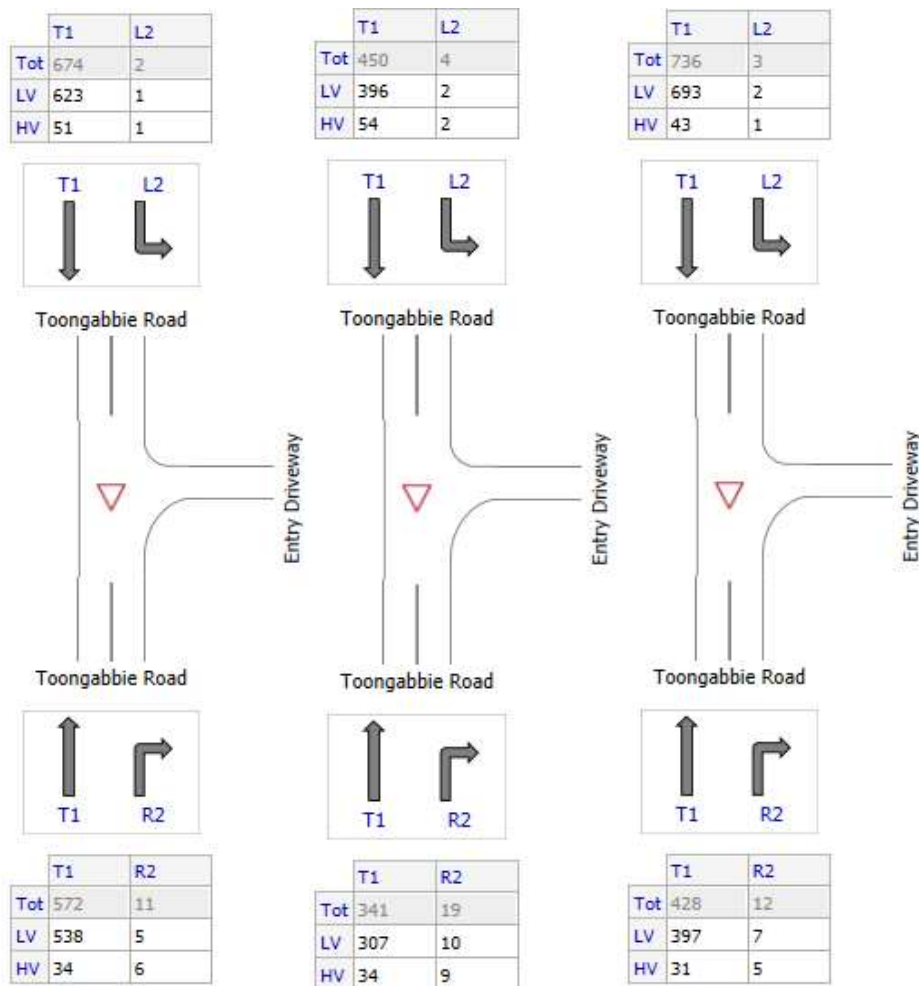 T1 L2
Tot 674 2
LV 623 1
HV 51 1
T1 L2
Toongabbie Road
Entry Driveway
Toongabbie Road
T1 R2
T1 R2
Tot 572 11
LV 538 5
HV 34 6
T1 L2
Tot 450 4
LV 396 2
HV 54 2
T1 L2
Toongabbie Road
Entry Driveway
Toongabbie Road
T1 R2
T1 R2
Tot 341 19
LV 307 10
HV 34 9
T1 L2
Tot 736 3
LV 693 2
HV 43 1
T1 L2
Toongabbie Road
Entry Driveway
Toongabbie Road
T1 R2
T1 R2
Tot 428 12
LV 397 7
HV 31 5